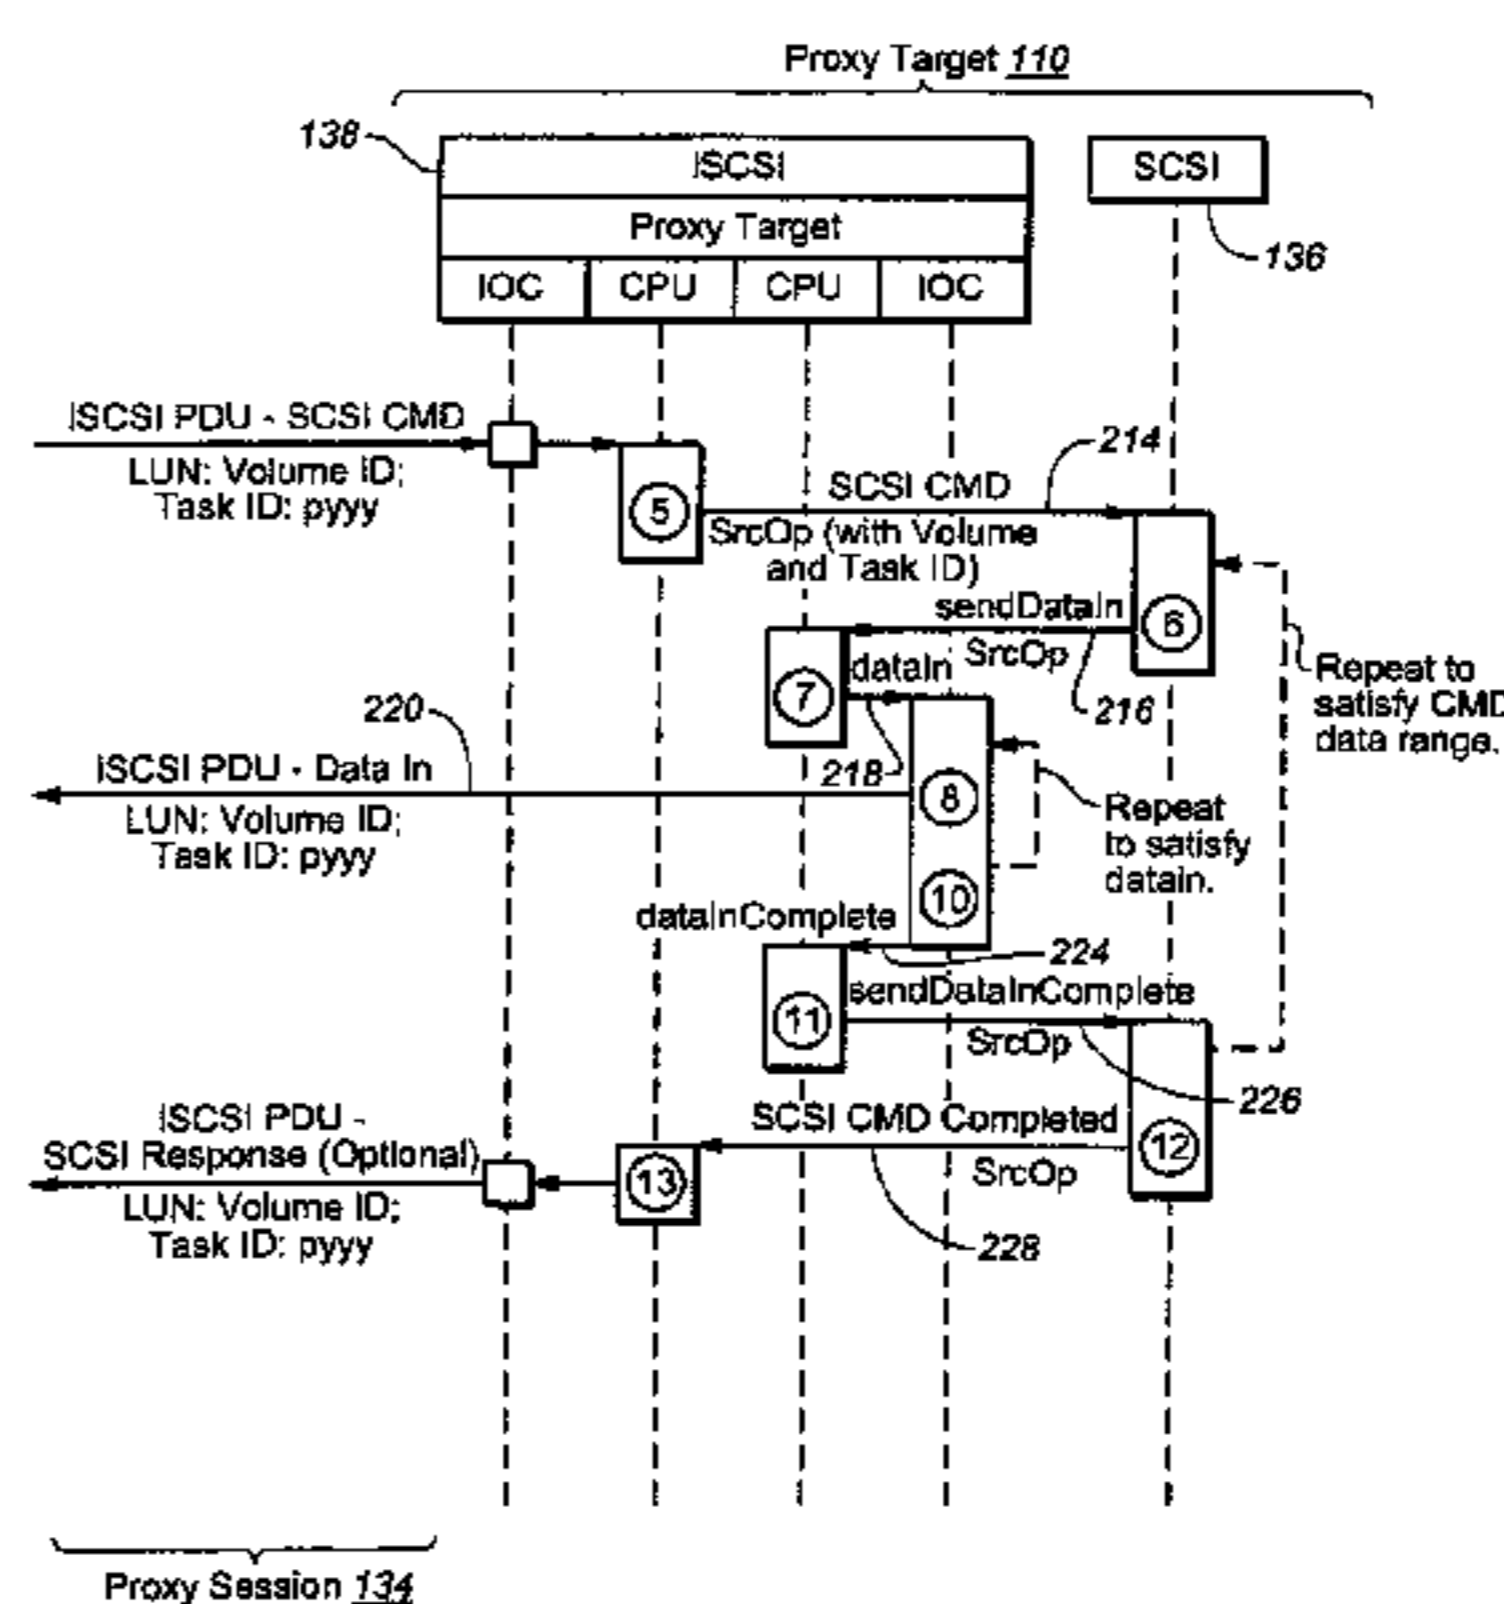 Proxy Target 110
138
iSCSI
SCSI
Proxy Target
136
IOC
CPU
CPU
IOC
iSCSI PDU - SCSI CMD
LUN: Volume ID;
Task ID: pyyy
5
214
SCSI CMD
SrcOp (with Volume
and Task ID)
sendDataIn
SrcOp
6
216
Repeat to
satisfy CMD
data range.
7
dataIn
218
220
iSCSI PDU - Data In
LUN: Volume ID;
Task ID: pyyy
8
Repeat
to satisfy
datain.
10
dataInComplete
224
11
sendDataInComplete
SrcOp
226
SCSI CMD Completed
SrcOp
12
228
iSCSI PDU -
SCSI Response (Optional)
LUN: Volume ID;
Task ID: pyyy
13
Proxy Session 134